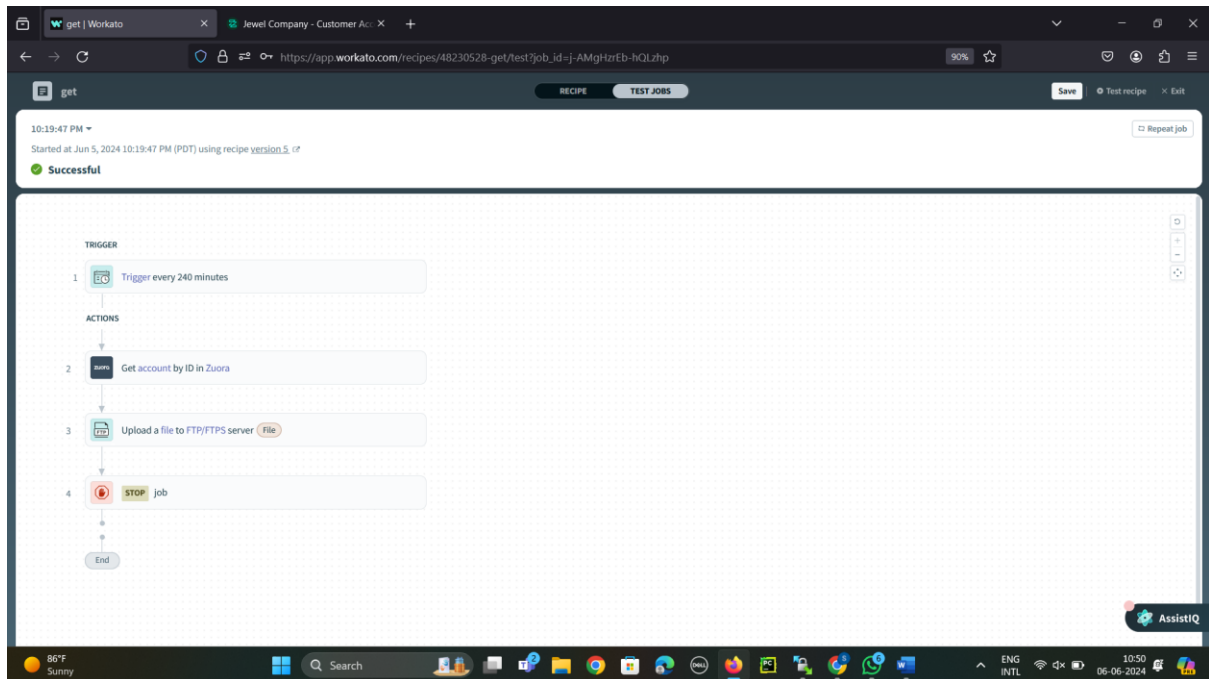 get | Workato
Jewel Company - Customer Acc
https://app.workato.com/recipes/48230528-get/test?job_id=j-AMgHzrEb-hQLzhp
90%
get
RECIPE
TEST JOBS
Save
Test recipe
Exit
10:19:47 PM
Repeat job
Started at Jun 5, 2024 10:19:47 PM (PDT) using recipe version 5
Successful
TRIGGER
1 Trigger every 240 minutes
ACTIONS
2 zuora Get account by ID in Zuora
3 FTP Upload a file to FTP/FTPS server File
4 STOP job
End
AssistIQ
86°F
Sunny
Search
ENG
INTL
10:50
06-06-2024